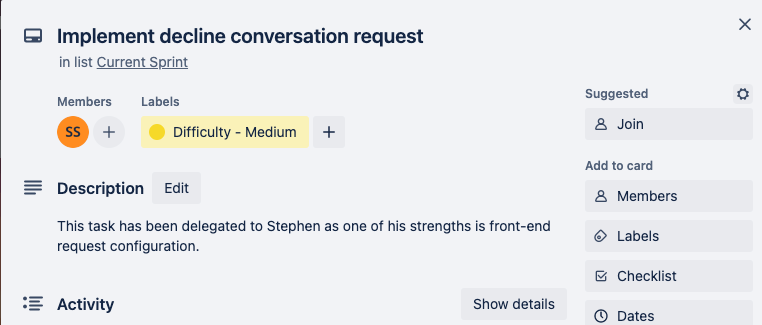 Implement decline conversation request
in list Current Sprint
Members
Labels
SS
Difficulty - Medium
Description
Edit
This task has been delegated to Stephen as one of his strengths is front-end
request configuration.
Activity
Show details
Suggested
Join
Add to card
Members
Labels
Checklist
Dates